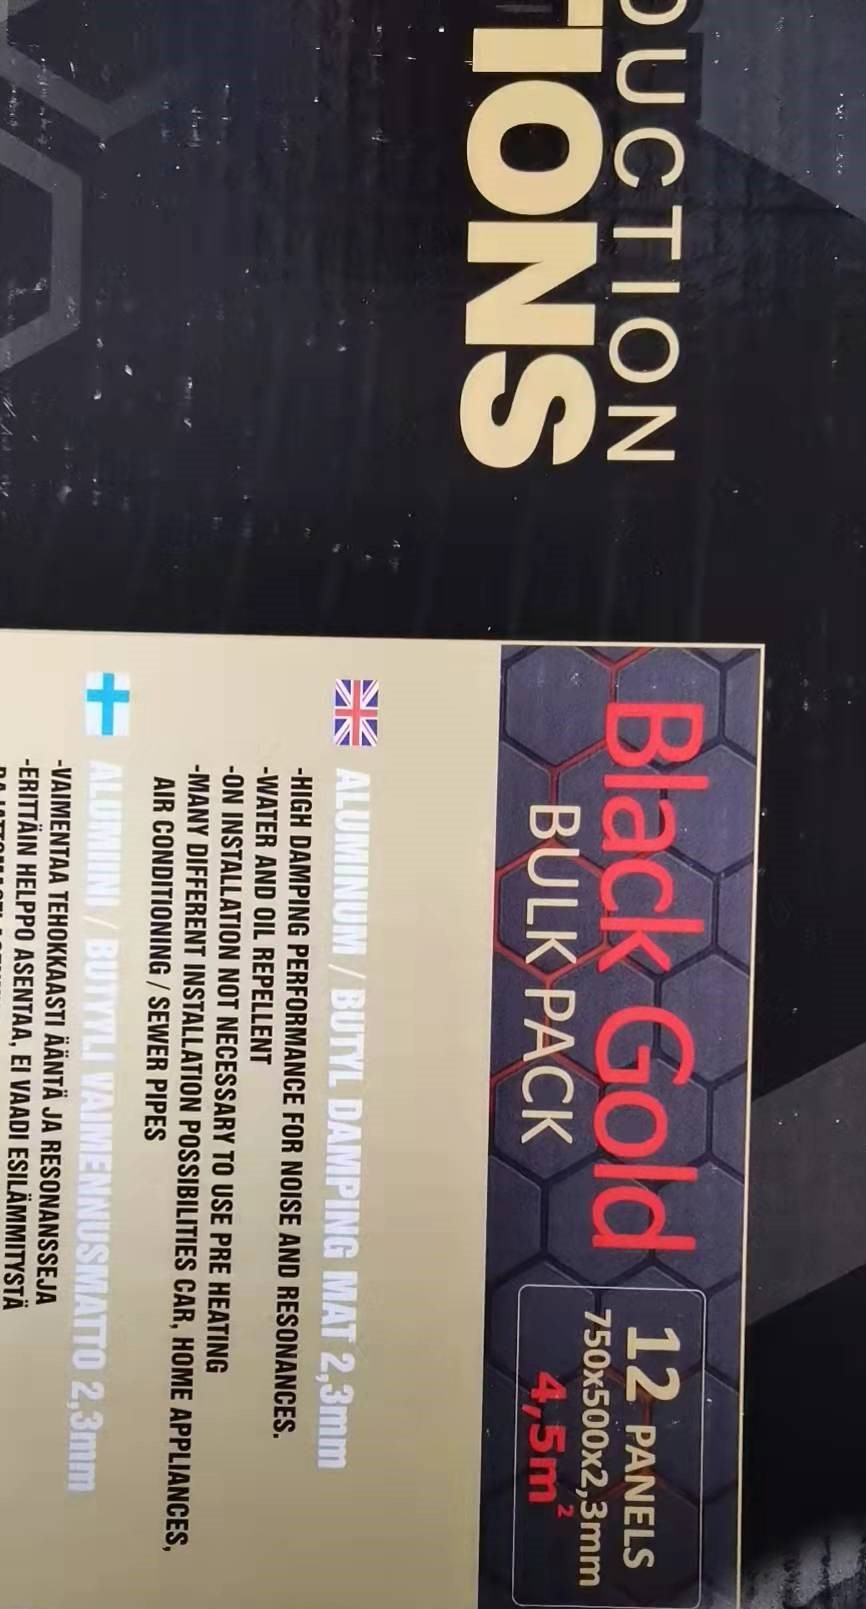 DUCTION
IONS
Black Gold
BULK PACK
12 PANELS
750x500x2,3mm
4,5m²
ALUMINUM / BUTYL DAMPING MAT 2,3mm
-HIGH DAMPING PERFORMANCE FOR NOISE AND RESONANCES.
-WATER AND OIL REPELLENT
-ON INSTALLATION NOT NECESSARY TO USE PRE HEATING
-MANY DIFFERENT INSTALLATION POSSIBILITIES CAR, HOME APPLIANCES,
AIR CONDITIONING / SEWER PIPES
ALUMIINI / BUTYYLI VAIMENNUSMATTO 2,3mm
-VAIMENTAA TEHOKKAASTI ÄÄNTÄ JA RESONANSSEJA
-ERITTÄIN HELPPO ASENTAA, EI VAADI ESILÄMMITYSTÄ